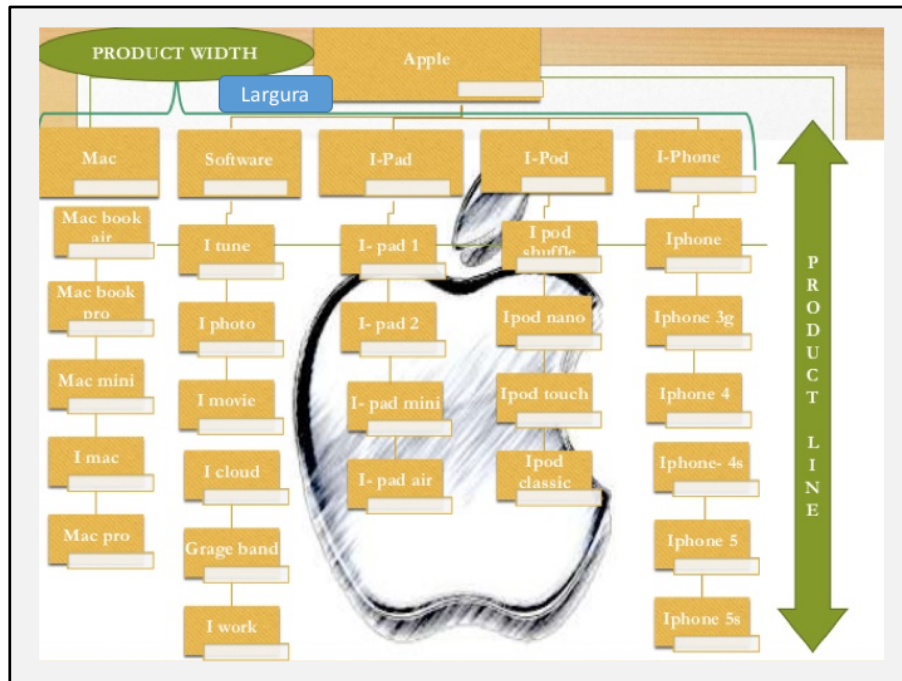 PRODUCT WIDTH
Apple
Largura
Mac
Software
I-Pad
I-Pod
I-Phone
Mac book
air
Mac book
pro
Mac mini
I mac
Mac pro
I tune
I photo
I movie
I cloud
Grage band
I work
I- pad 1
I- pad 2
I- pad mini
I- pad air
I pod
shuffle
Ipod nano
Ipod touch
Ipod
classic
Iphone
Iphone 3g
Iphone 4
Iphone- 4s
Iphone 5
Iphone 5s
PRODUCT LINE